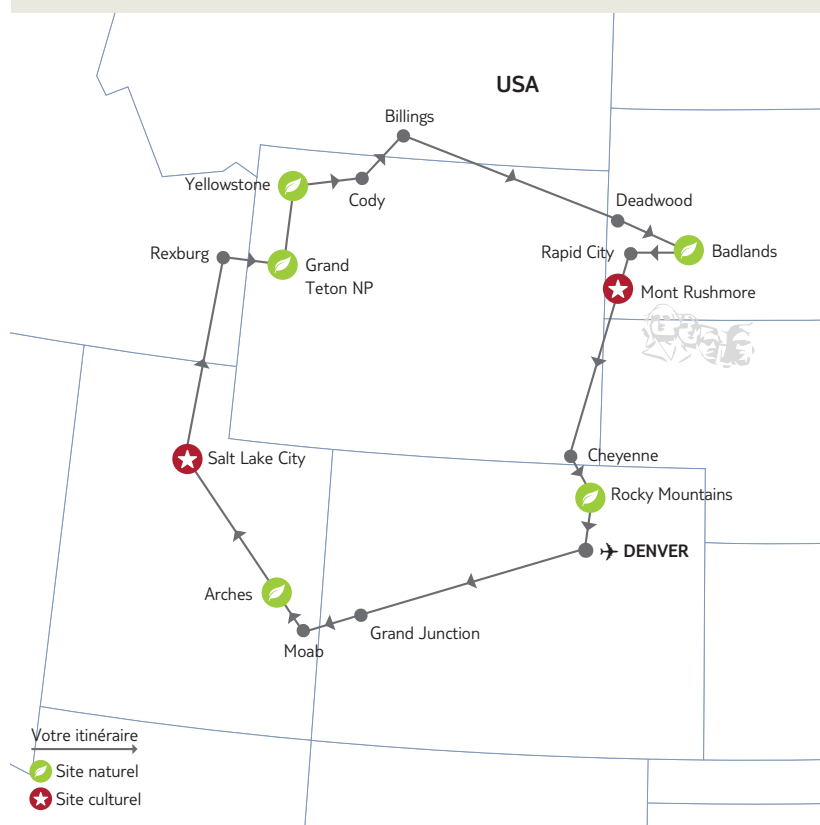 USA
Billings
Yellowstone
Cody
Deadwood
Rexburg
Grand
Teton NP
Rapid City
Badlands
Mont Rushmore
Salt Lake City
Cheyenne
Rocky Mountains
DENVER
Arches
Grand Junction
Moab
Votre itinéraire
Site naturel
Site culturel